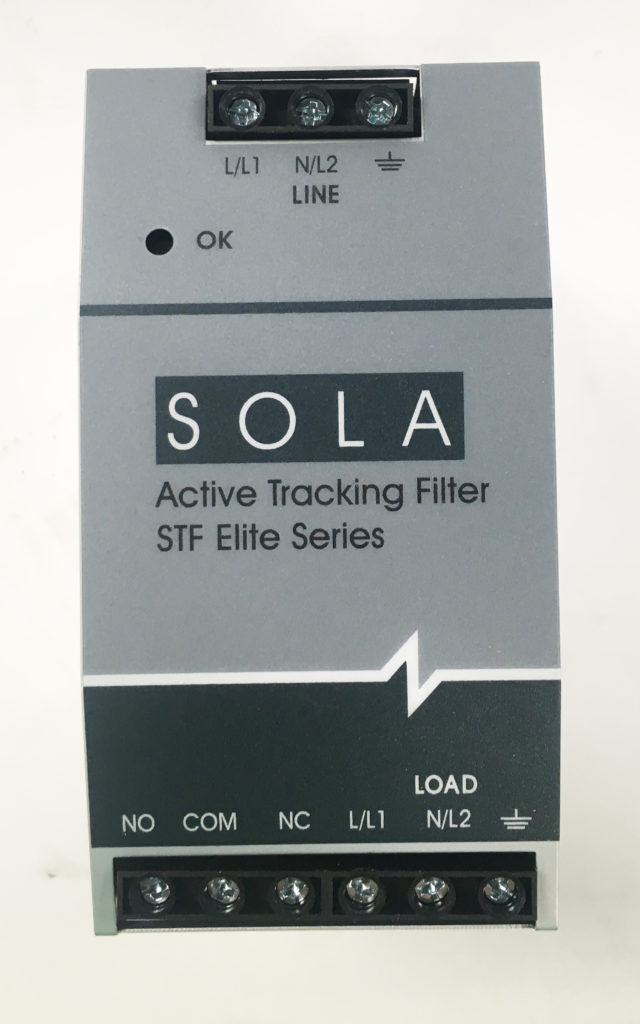 L/L1 N/L2 ⏚
LINE
OK
SOLA
Active Tracking Filter
STF Elite Series
LOAD
NO COM NC L/L1 N/L2 ⏚